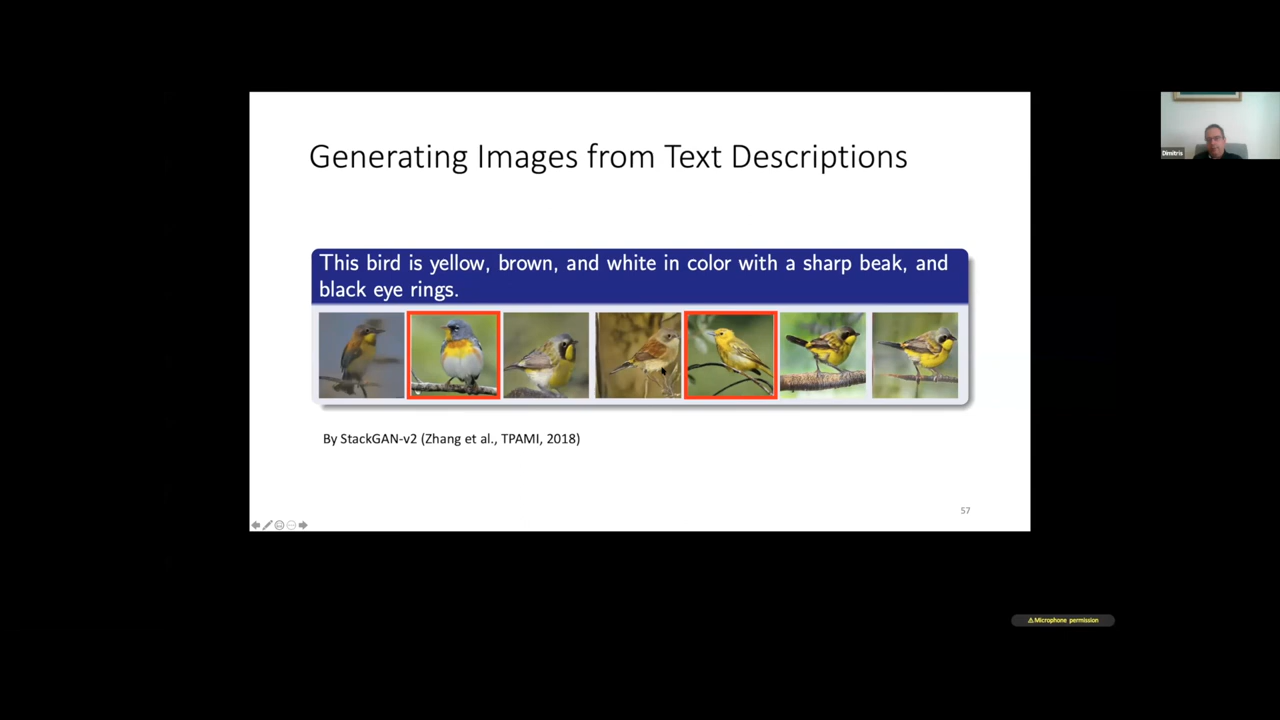 Generating Images from Text Descriptions
This bird is yellow, brown, and white in color with a sharp beak, and
black eye rings.
By StackGAN-v2 (Zhang et al., TPAMI, 2018)
57
Dimitris
Microphone permission